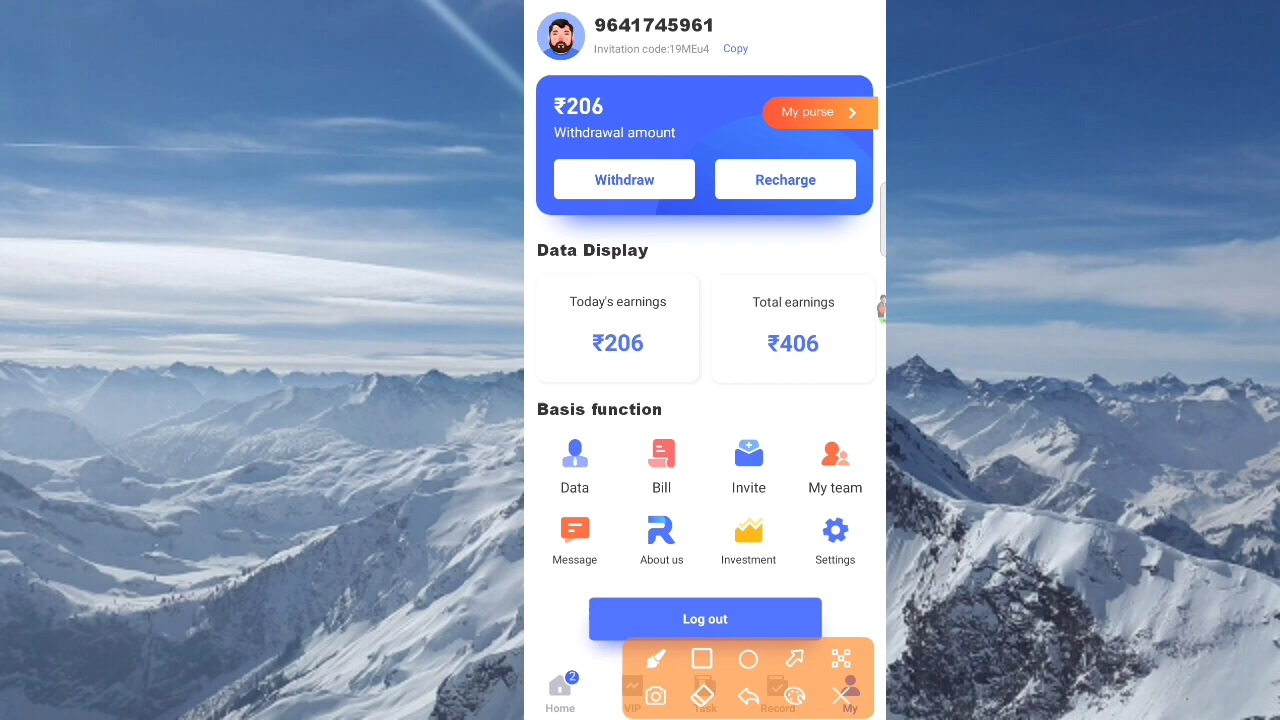 9641745961
Invitation code:19MEu4 Copy
₹206
My purse
Withdrawal amount
Withdraw Recharge
Data Display
Today's earnings Total earnings
₹206 ₹406
Basis function
Data Bill Invite My team
Message About us Investment Settings
Log out
2
Home VIP Task Record My